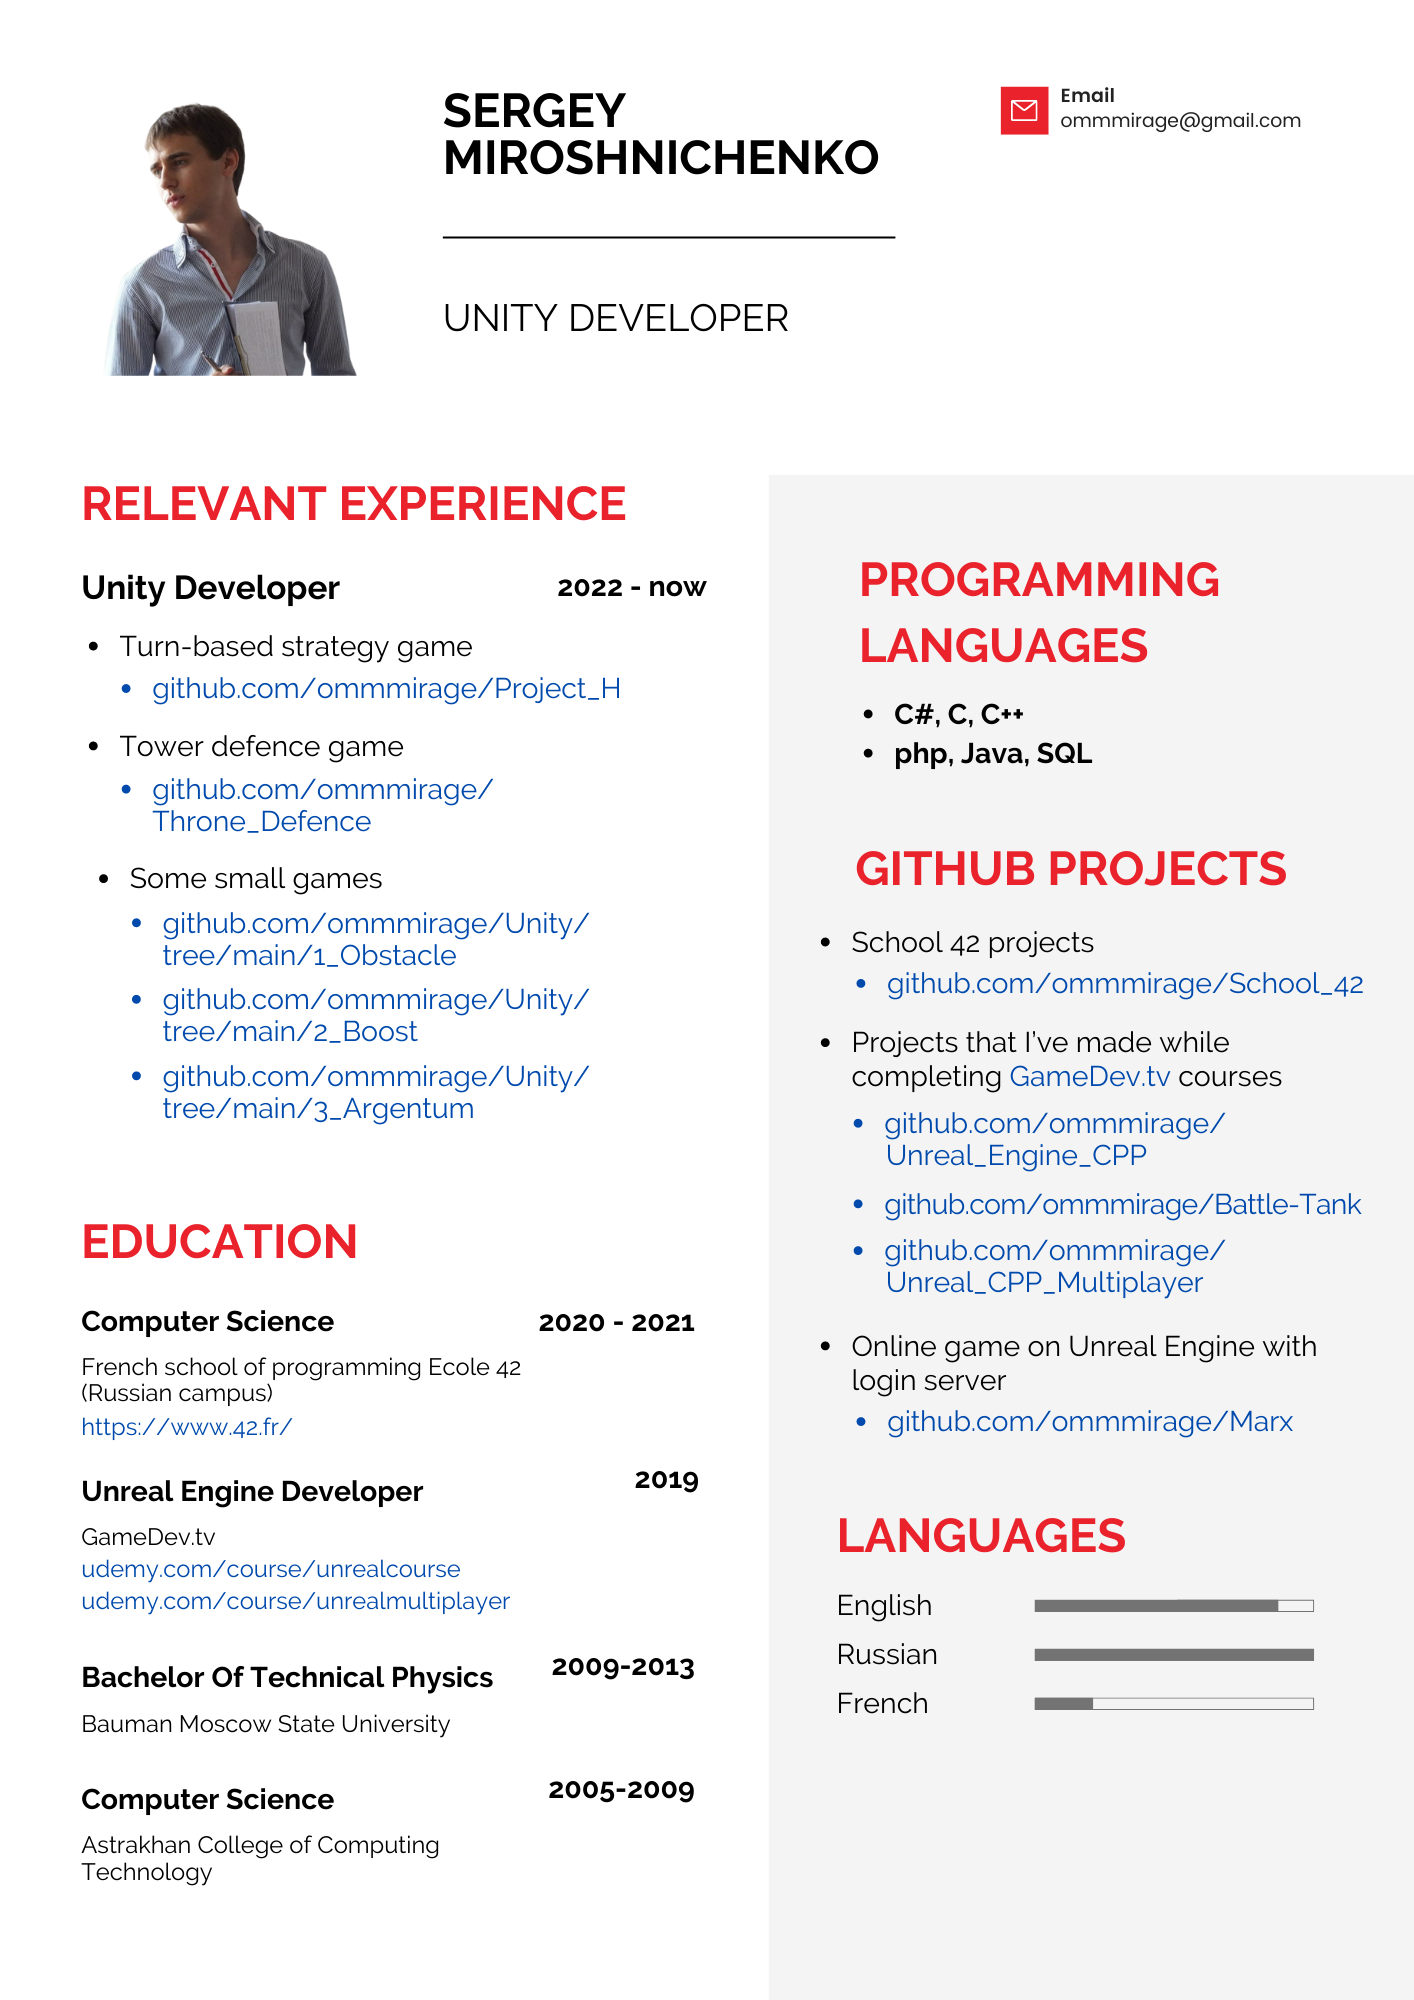 SERGEY
MIROSHNICHENKO
UNITY DEVELOPER
Email
ommmirage@gmail.com
RELEVANT EXPERIENCE
Unity Developer
2022 - now
Turn-based strategy game
github.com/ommmirage/Project_H
Tower defence game
github.com/ommmirage/
Throne_Defence
Some small games
github.com/ommmirage/Unity/
tree/main/1_Obstacle
github.com/ommmirage/Unity/
tree/main/2_Boost
github.com/ommmirage/Unity/
tree/main/3_Argentum
EDUCATION
Computer Science
2020 - 2021
French school of programming Ecole 42
(Russian campus)
https://www.42.fr/
Unreal Engine Developer
2019
GameDev.tv
udemy.com/course/unrealcourse
udemy.com/course/unrealmultiplayer
Bachelor Of Technical Physics
2009-2013
Bauman Moscow State University
Computer Science
2005-2009
Astrakhan College of Computing
Technology
PROGRAMMING
LANGUAGES
C#, C, C++
php, Java, SQL
GITHUB PROJECTS
School 42 projects
github.com/ommmirage/School_42
Projects that I've made while
completing GameDev.tv courses
github.com/ommmirage/
Unreal_Engine_CPP
github.com/ommmirage/Battle-Tank
github.com/ommmirage/
Unreal_CPP_Multiplayer
Online game on Unreal Engine with
login server
github.com/ommmirage/Marx
LANGUAGES
English
Russian
French